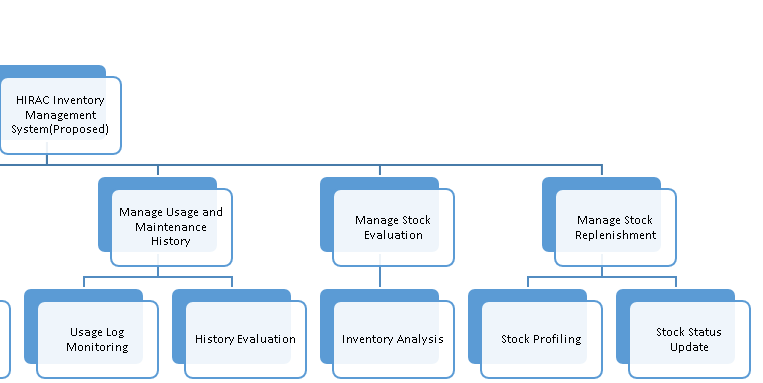 HIRAC Inventory
Management
System(Proposed)
Manage Usage and
Maintenance
History
Manage Stock
Evaluation
Manage Stock
Replenishment
Usage Log
Monitoring
History Evaluation
Inventory Analysis
Stock Profiling
Stock Status
Update